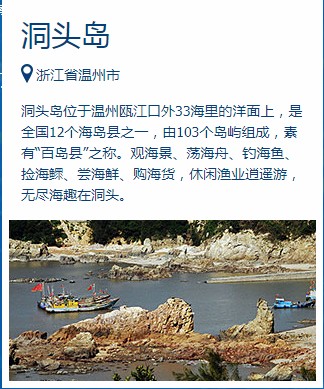 洞头岛
浙江省温州市
洞头岛位于温州瓯江口外33海里的洋面上，是
全国12个海岛县之一，由103个岛屿组成，素
有“百岛县”之称。观海景、荡海舟、钓海鱼、
捡海鲽、尝海鲜、购海货，休闲渔业逍遥游，
无尽海趣在洞头。